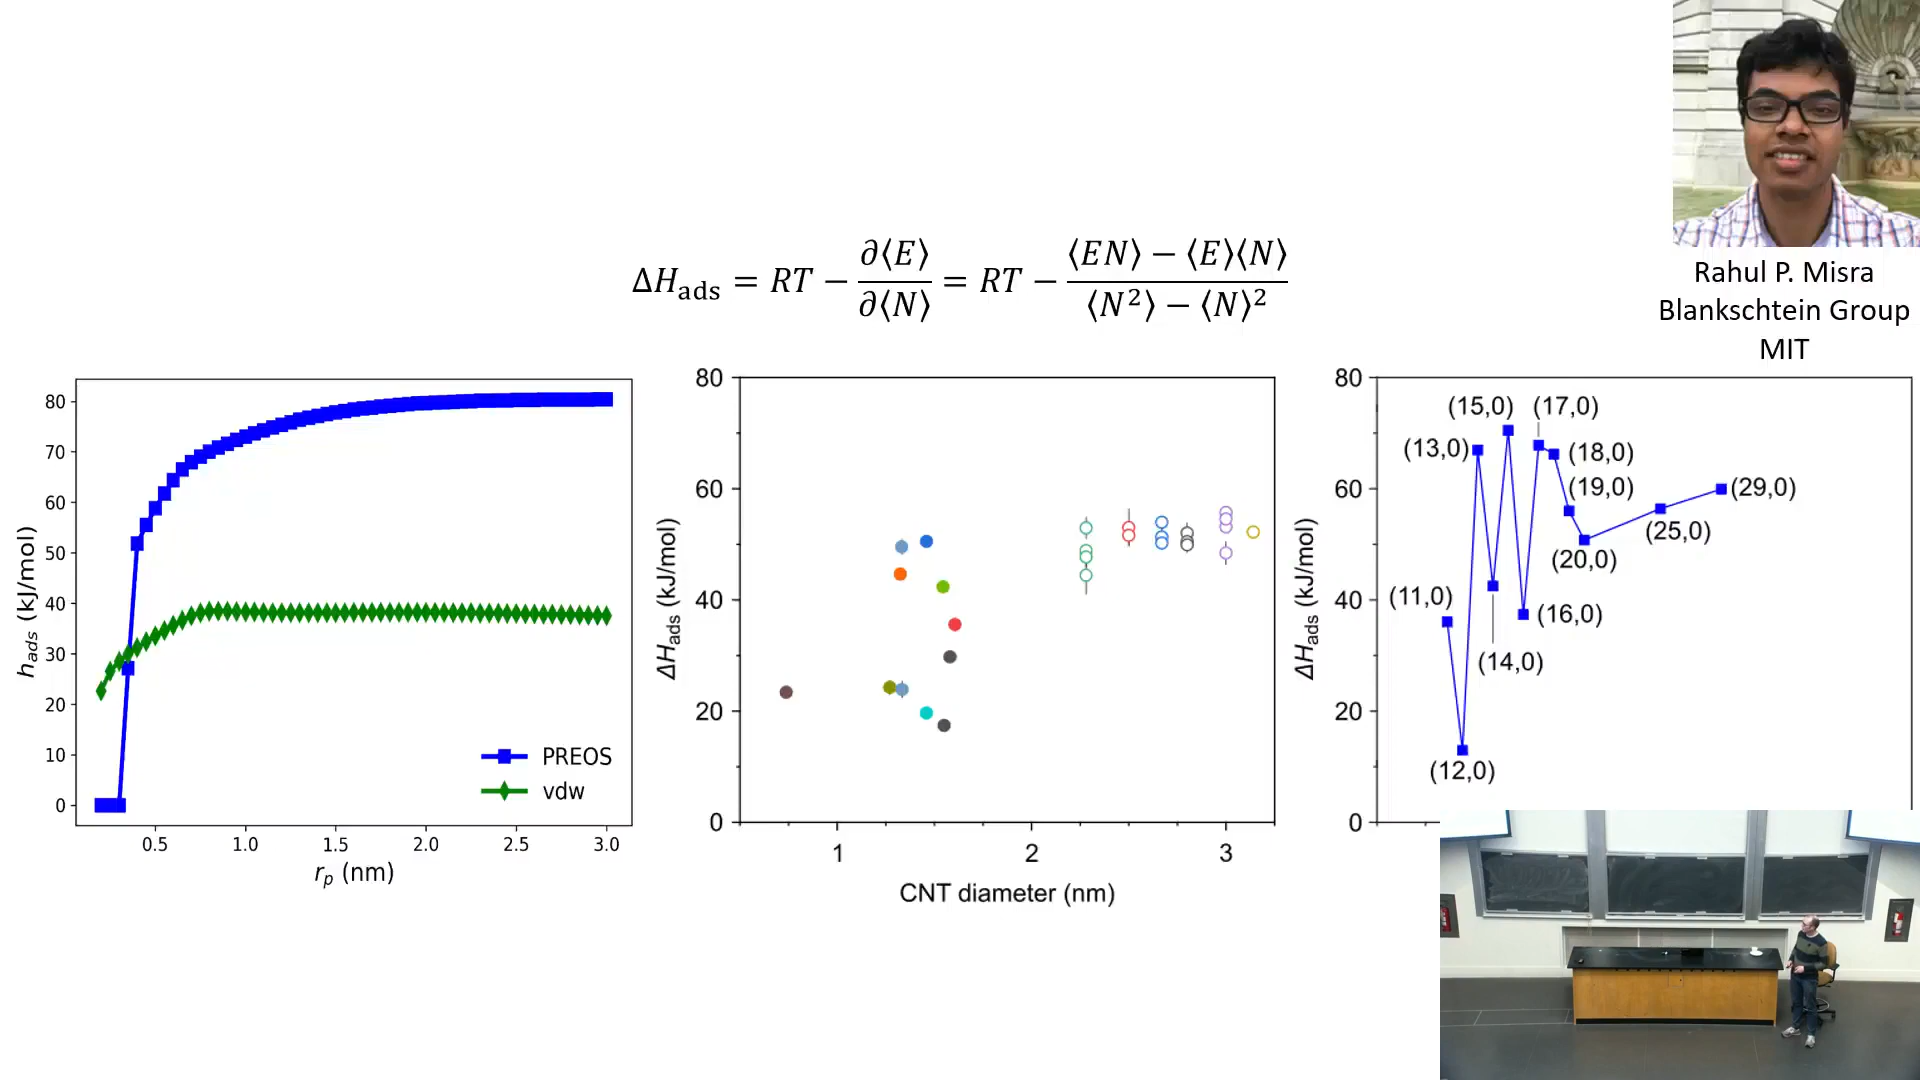 ΔH_ads = RT − ∂⟨E⟩/∂⟨N⟩ = RT − (⟨EN⟩ − ⟨E⟩⟨N⟩)/(⟨N²⟩ − ⟨N⟩²)
Rahul P. Misra
Blankschtein Group
MIT
h_ads (kJ/mol)
80
70
60
50
40
30
20
10
0
PREOS
vdw
0.5 1.0 1.5 2.0 2.5 3.0
r_p (nm)
ΔH_ads (kJ/mol)
80
60
40
20
0
1 2 3
CNT diameter (nm)
ΔH_ads (kJ/mol)
80
60
40
20
0
(15,0) (17,0)
(13,0)
(18,0)
(19,0)
(29,0)
(25,0)
(20,0)
(11,0)
(16,0)
(14,0)
(12,0)